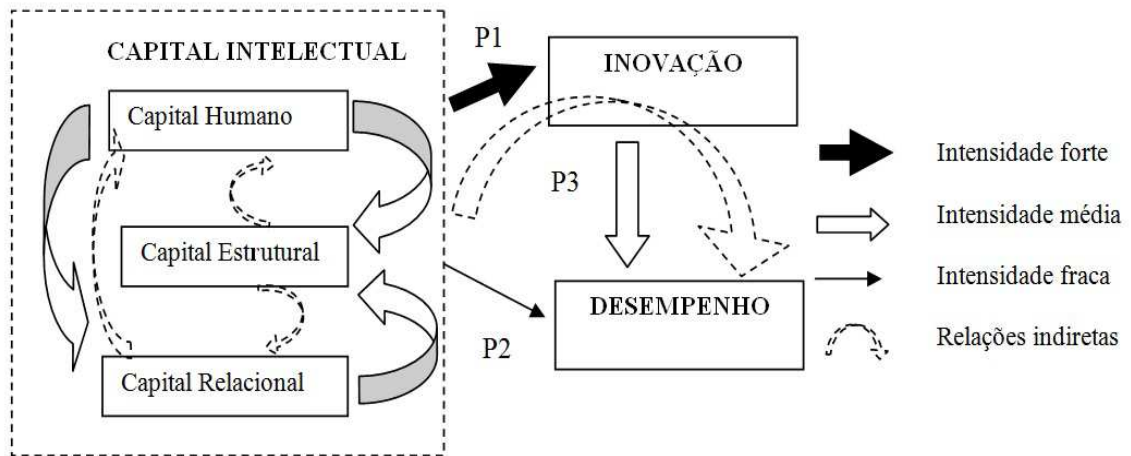 CAPITAL INTELECTUAL
Capital Humano
Capital Estrutural
Capital Relacional
P1
INOVAÇÃO
P3
DESEMPENHO
P2
Intensidade forte
Intensidade média
Intensidade fraca
Relações indiretas